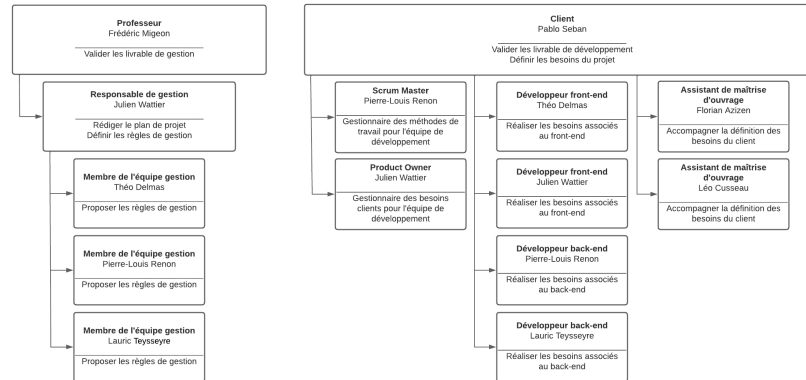 Professeur
Frédéric Migeon
Valider les livrable de gestion
Responsable de gestion
Julien Wattier
Rédiger le plan de projet
Définir les règles de gestion
Membre de l'équipe gestion
Théo Delmas
Proposer les règles de gestion
Membre de l'équipe gestion
Pierre-Louis Renon
Proposer les règles de gestion
Membre de l'équipe gestion
Lauric Teysseyre
Proposer les règles de gestion
Client
Pablo Seban
Valider les livrable de développement
Définir les besoins du projet
Scrum Master
Pierre-Louis Renon
Gestionnaire des méthodes de
travail pour l'équipe de
développement
Product Owner
Julien Wattier
Gestionnaire des besoins
clients pour l'équipe de
développement
Développeur front-end
Théo Delmas
Réaliser les besoins associés
au front-end
Développeur front-end
Julien Wattier
Réaliser les besoins associés
au front-end
Développeur back-end
Pierre-Louis Renon
Réaliser les besoins associés
au back-end
Développeur back-end
Lauric Teysseyre
Réaliser les besoins associés
au back-end
Assistant de maîtrise
d'ouvrage
Florian Azizen
Accompagner la définition des
besoins du client
Assistant de maîtrise
d'ouvrage
Léo Cusseau
Accompagner la définition des
besoins du client